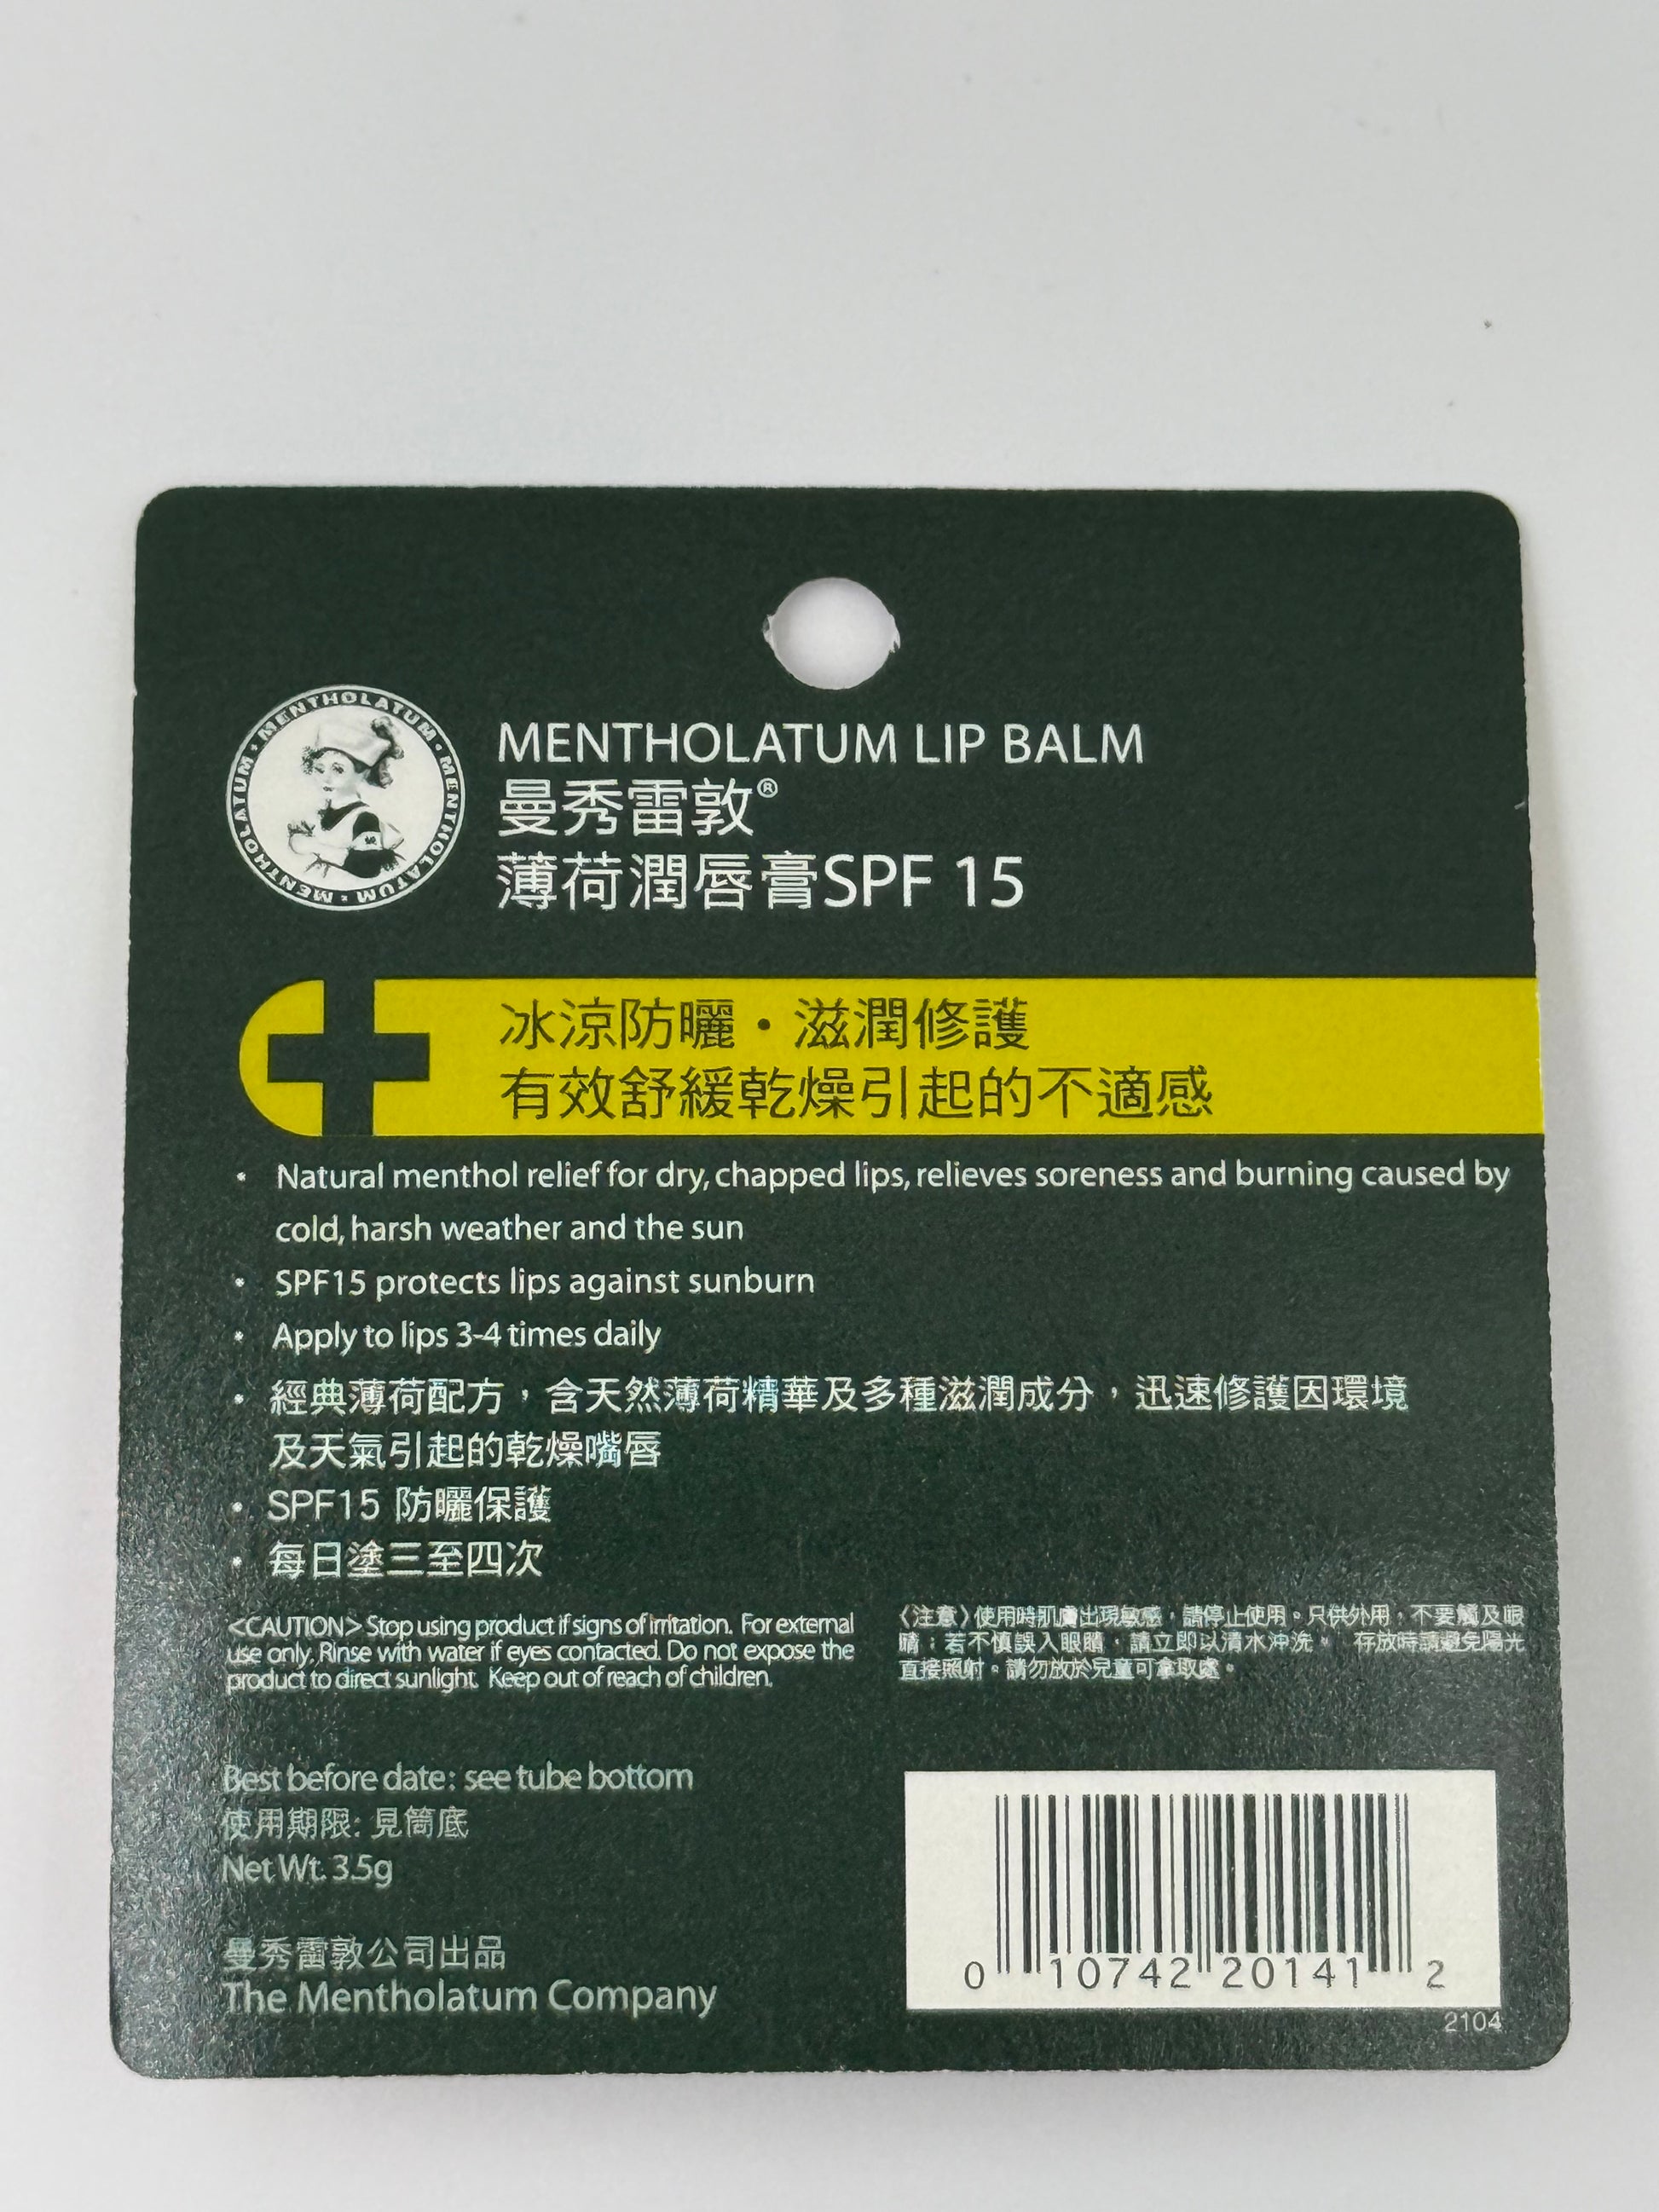 MENTHOLATUM · MENTHOLATUM · MENTHOLATUM · MENTHOLATUM ·
MENTHOLATUM LIP BALM
曼秀雷敦®
薄荷潤唇膏SPF 15
冰涼防曬・滋潤修護
有效舒緩乾燥引起的不適感
• Natural menthol relief for dry, chapped lips, relieves soreness and burning caused by
cold, harsh weather and the sun
• SPF15 protects lips against sunburn
• Apply to lips 3-4 times daily
• 經典薄荷配方，含天然薄荷精華及多種滋潤成分，迅速修護因環境
及天氣引起的乾燥嘴唇
• SPF15 防曬保護
• 每日塗三至四次
<CAUTION> Stop using product if signs of irritation. For external
use only. Rinse with water if eyes contacted. Do not expose the
product to direct sunlight. Keep out of reach of children.
《注意》使用時肌膚出現敏感，請停止使用。只供外用，不要觸及眼
睛；若不慎誤入眼睛，請立即以清水沖洗。 存放時請避免陽光
直接照射。請勿放於兒童可拿取處。
Best before date: see tube bottom
使用期限: 見筒底
Net Wt. 3.5g
曼秀雷敦公司出品
The Mentholatum Company
0 10742 20141 2
2104